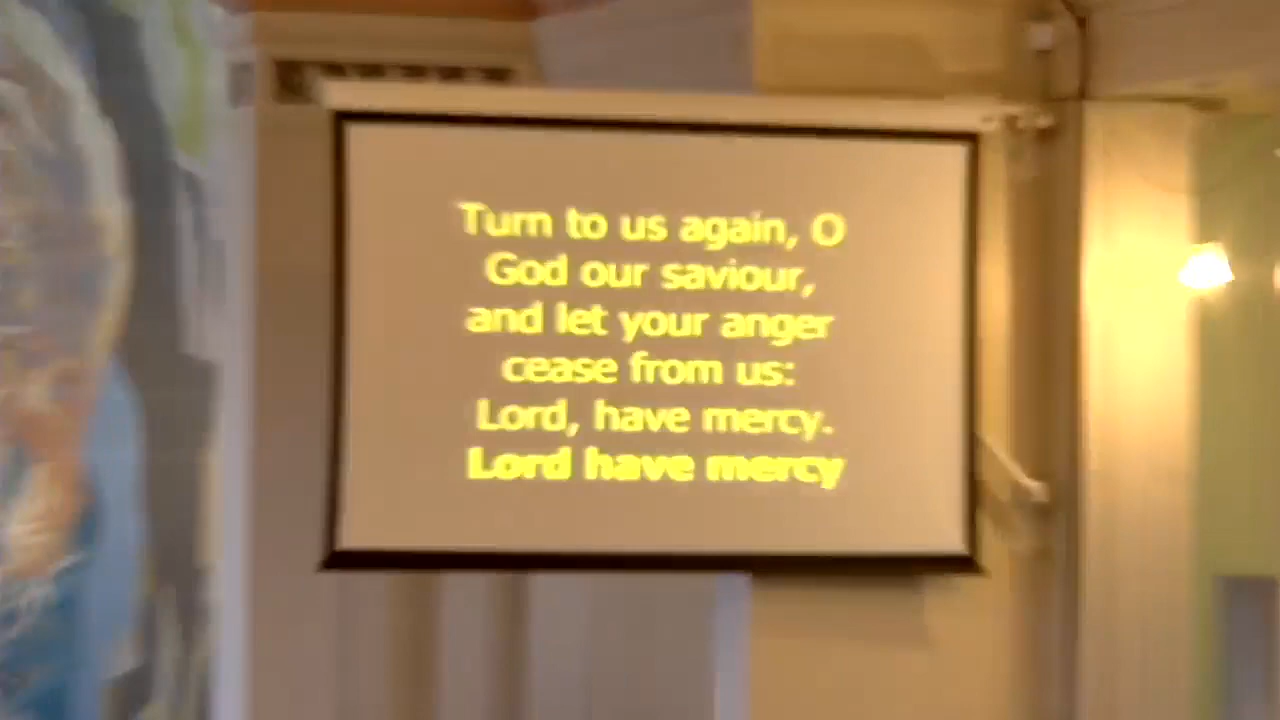 Turn to us again, O
God our saviour,
and let your anger
cease from us:
Lord, have mercy.
Lord have mercy